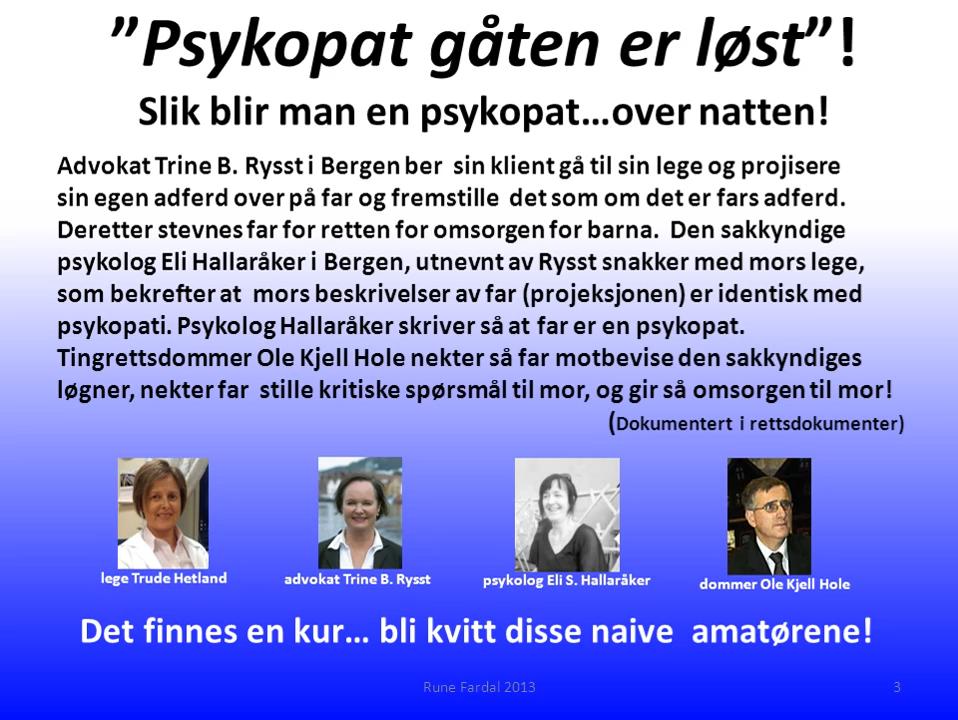 ”Psykopat gåten er løst”!
Slik blir man en psykopat…over natten!
Advokat Trine B. Rysst i Bergen ber sin klient gå til sin lege og projisere
sin egen adferd over på far og fremstille det som om det er fars adferd.
Deretter stevnes far for retten for omsorgen for barna. Den sakkyndige
psykolog Eli Hallaråker i Bergen, utnevnt av Rysst snakker med mors lege,
som bekrefter at mors beskrivelser av far (projeksjonen) er identisk med
psykopati. Psykolog Hallaråker skriver så at far er en psykopat.
Tingrettsdommer Ole Kjell Hole nekter så far motbevise den sakkyndiges
løgner, nekter far stille kritiske spørsmål til mor, og gir så omsorgen til mor!
(Dokumentert i rettsdokumenter)
lege Trude Hetland
advokat Trine B. Rysst
psykolog Eli S. Hallaråker
dommer Ole Kjell Hole
Det finnes en kur… bli kvitt disse naive amatørene!
Rune Fardal 2013
3